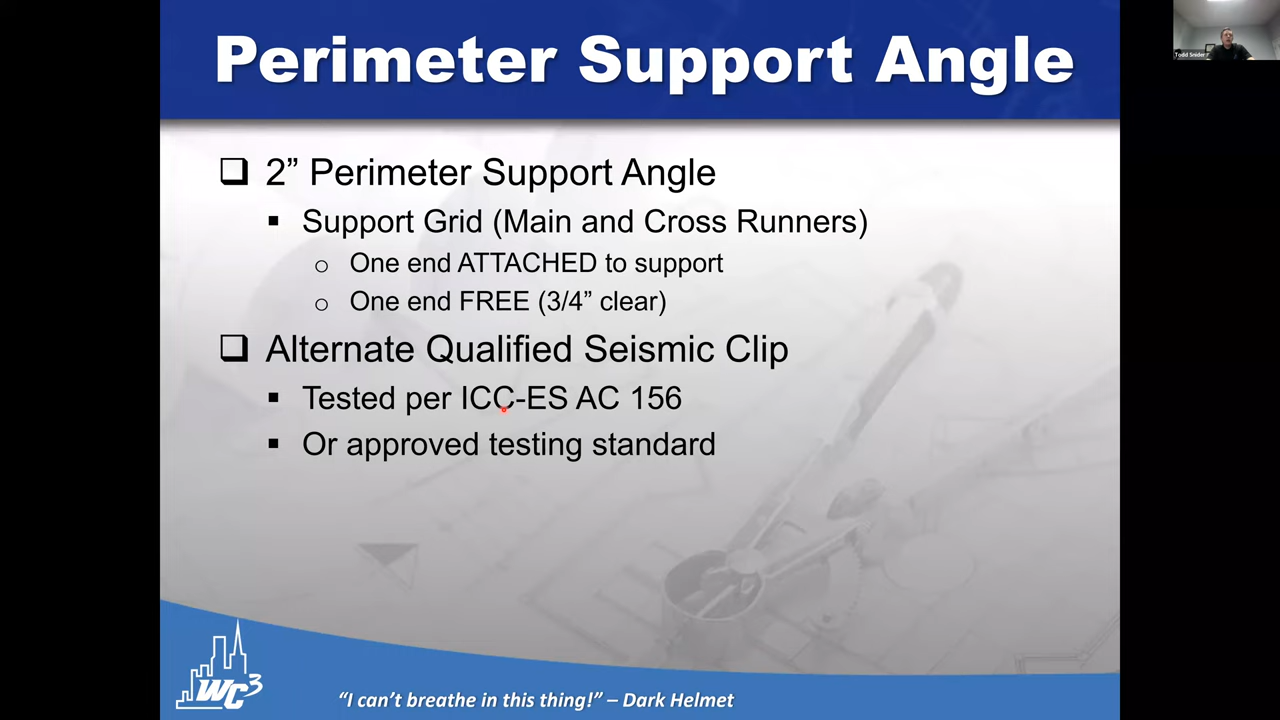 Perimeter Support Angle
Todd Snider
2” Perimeter Support Angle
Support Grid (Main and Cross Runners)
One end ATTACHED to support
One end FREE (3/4” clear)
Alternate Qualified Seismic Clip
Tested per ICC-ES AC 156
Or approved testing standard
WC3
“I can’t breathe in this thing!” – Dark Helmet